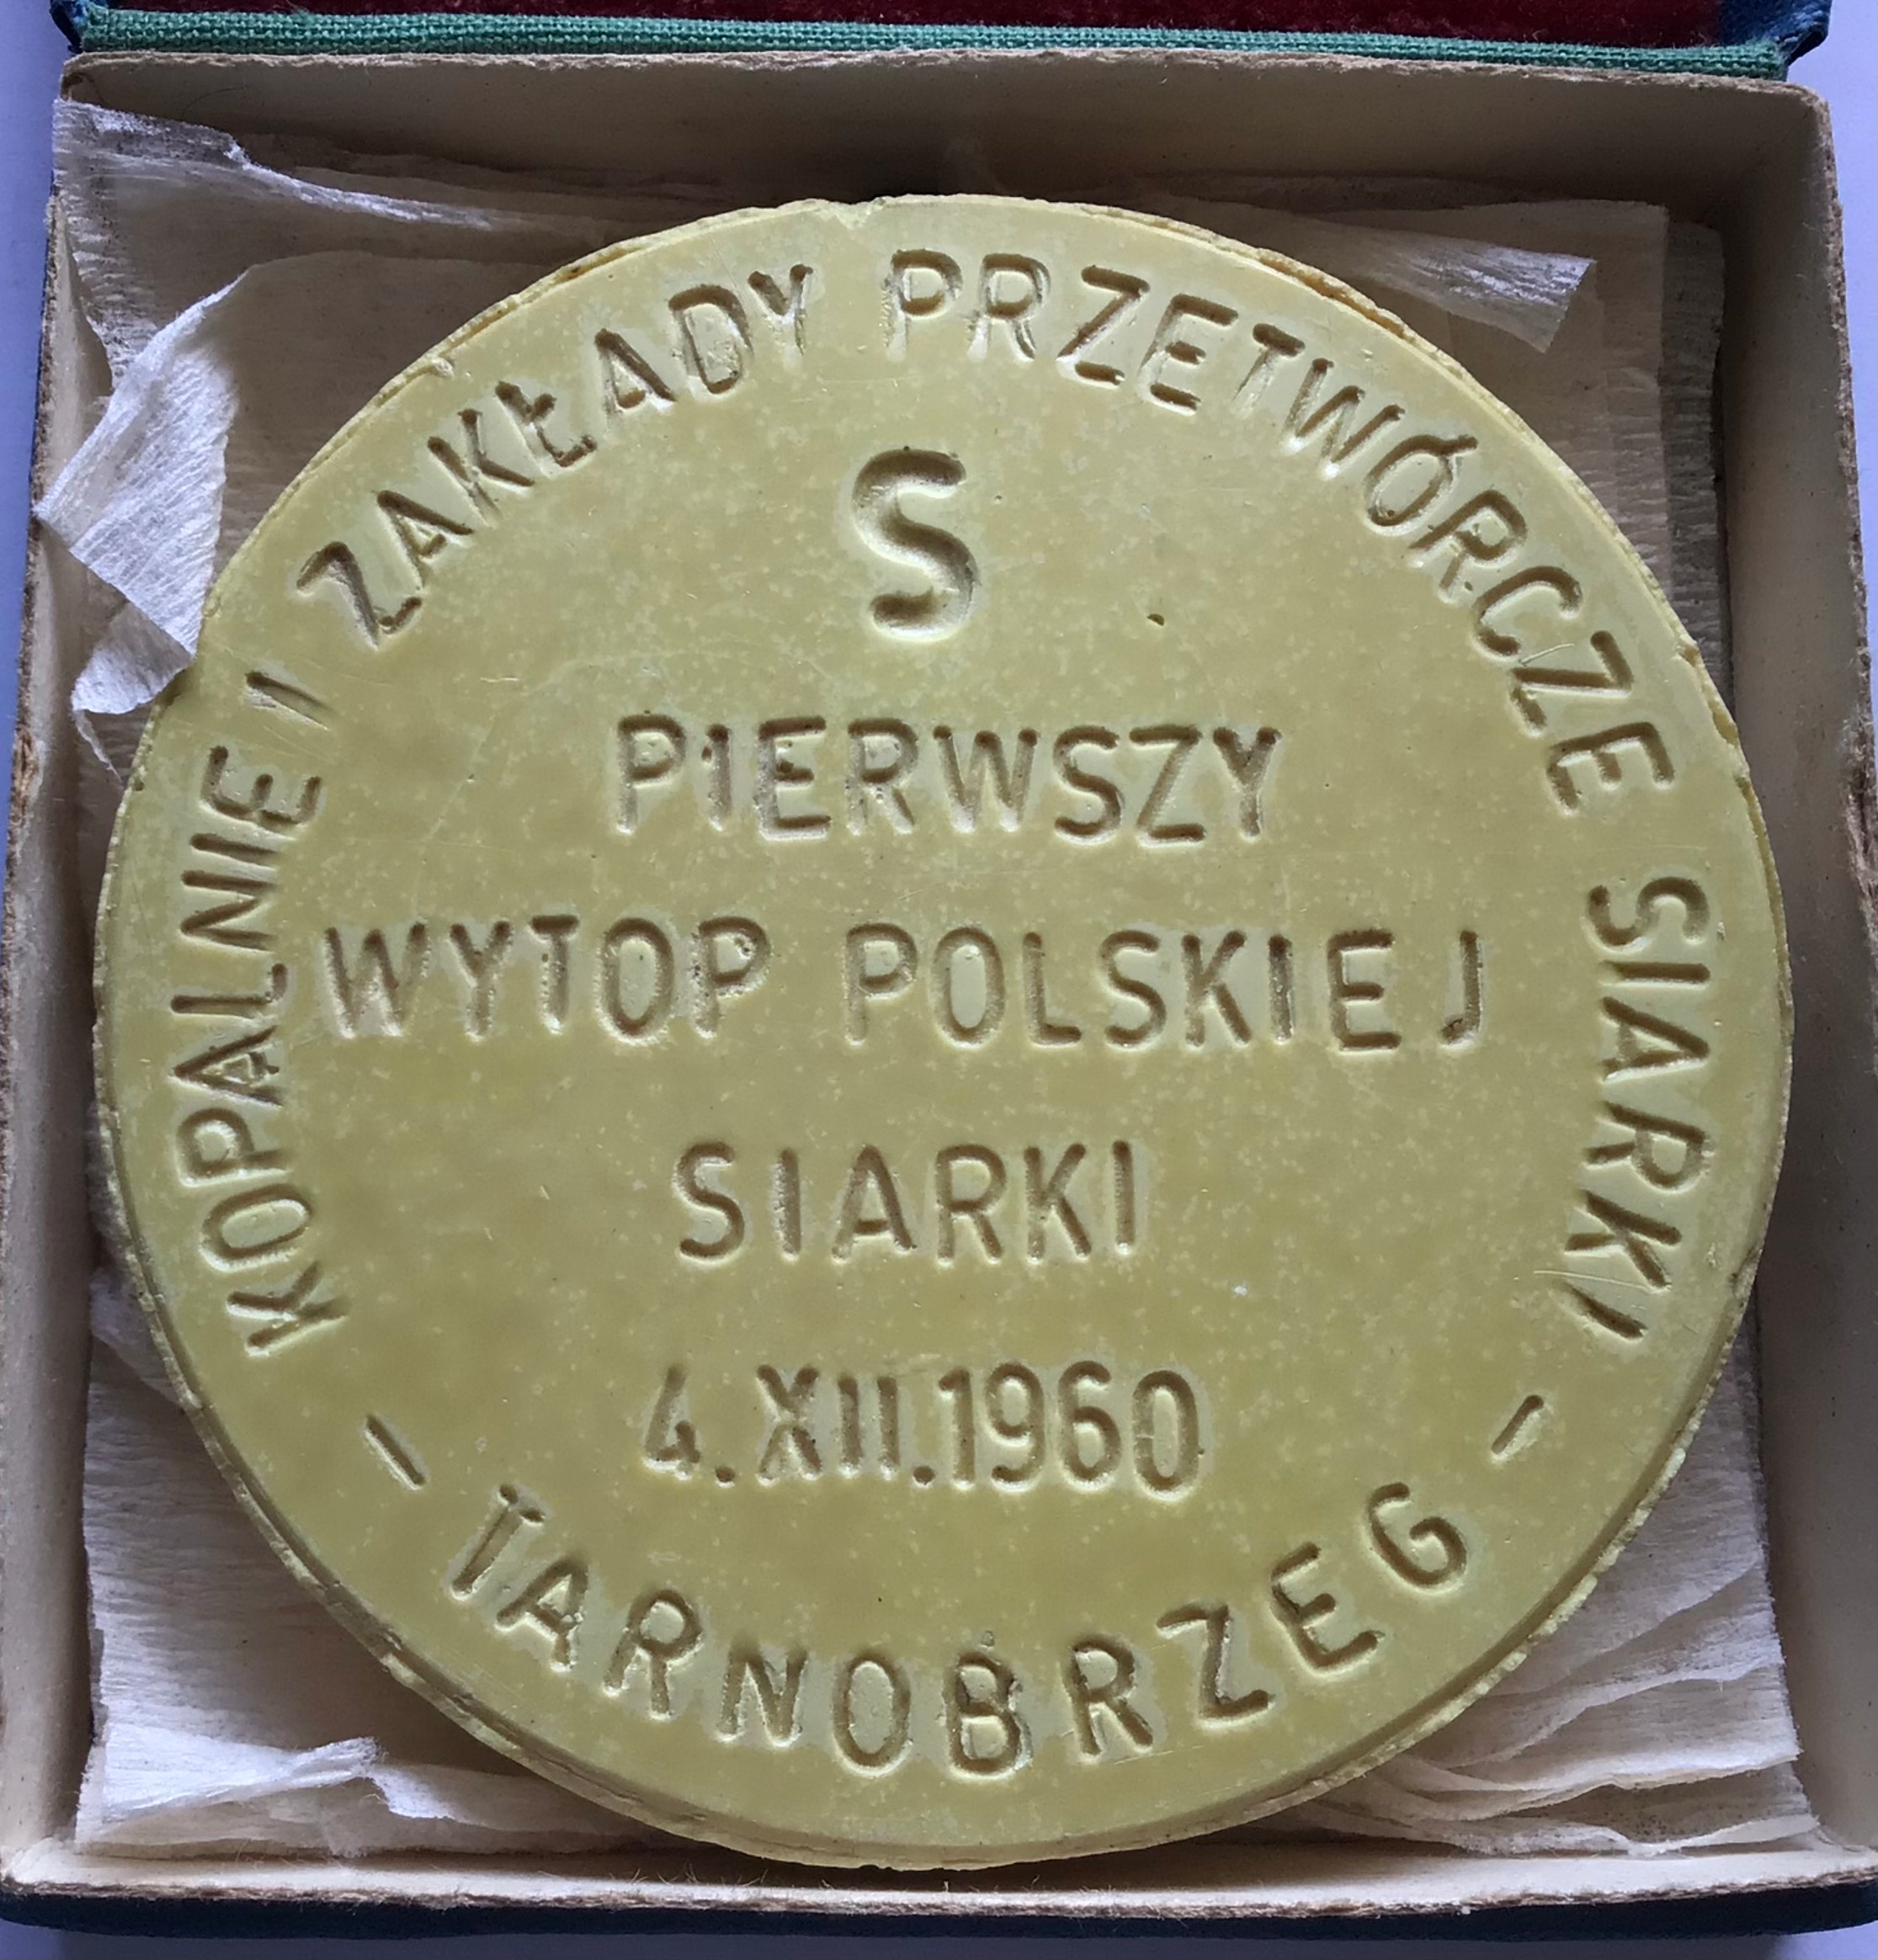 KOPALNIE I ZAKŁADY PRZETWÓRCZE SIARKI
S
PIERWSZY
WYTOP POLSKIEJ
SIARKI
4.XII.1960
- TARNOBRZEG -